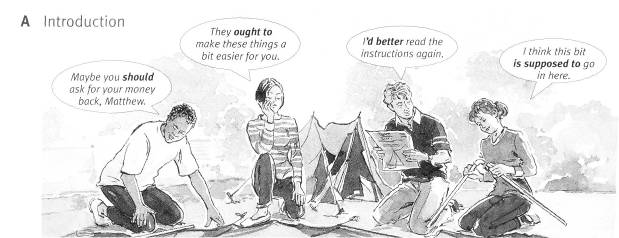 A Introduction
Maybe you should
ask for your money
back, Matthew.
They ought to
make these things a
bit easier for you.
I'd better read the
instructions again.
I think this bit
is supposed to go
in here.